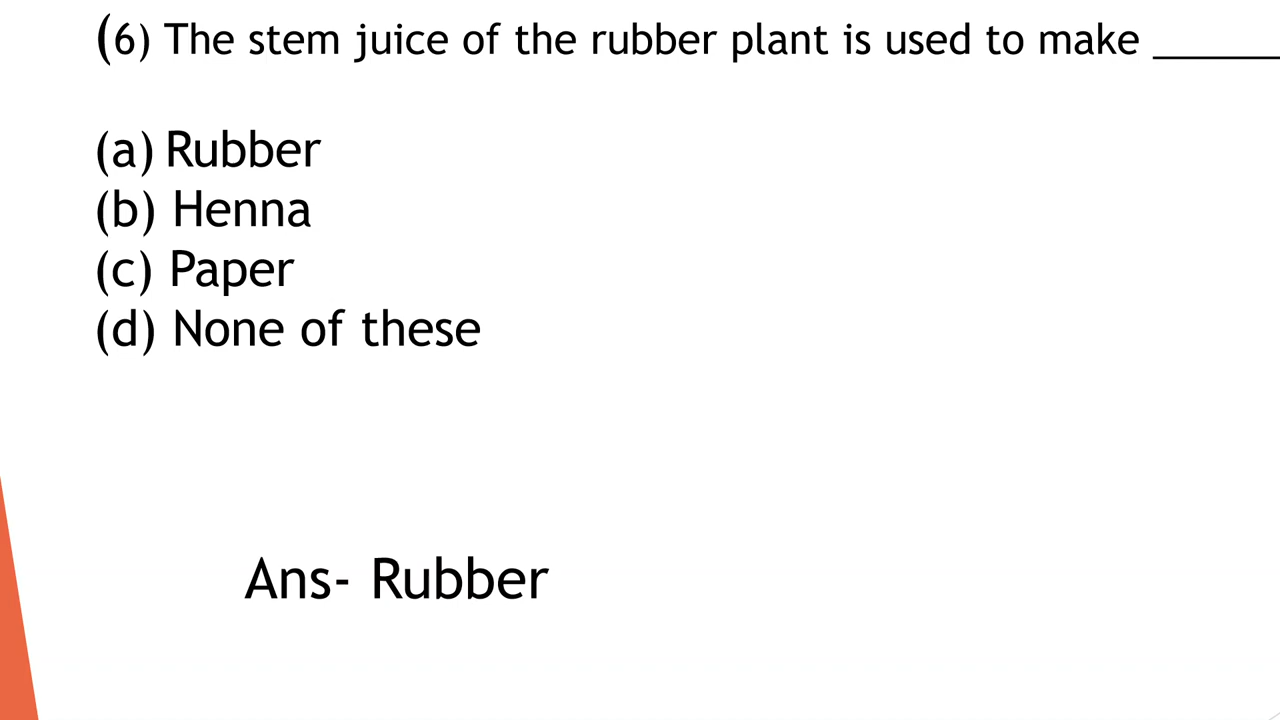 (6) The stem juice of the rubber plant is used to make ______
(a) Rubber
(b) Henna
(c) Paper
(d) None of these
Ans- Rubber